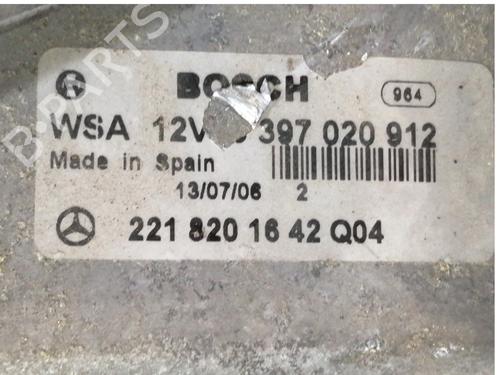 BOSCH
964
WSA 12V 397 020 912
Made in Spain
13/07/06 2
221 820 16 42 Q04
B-PARTS